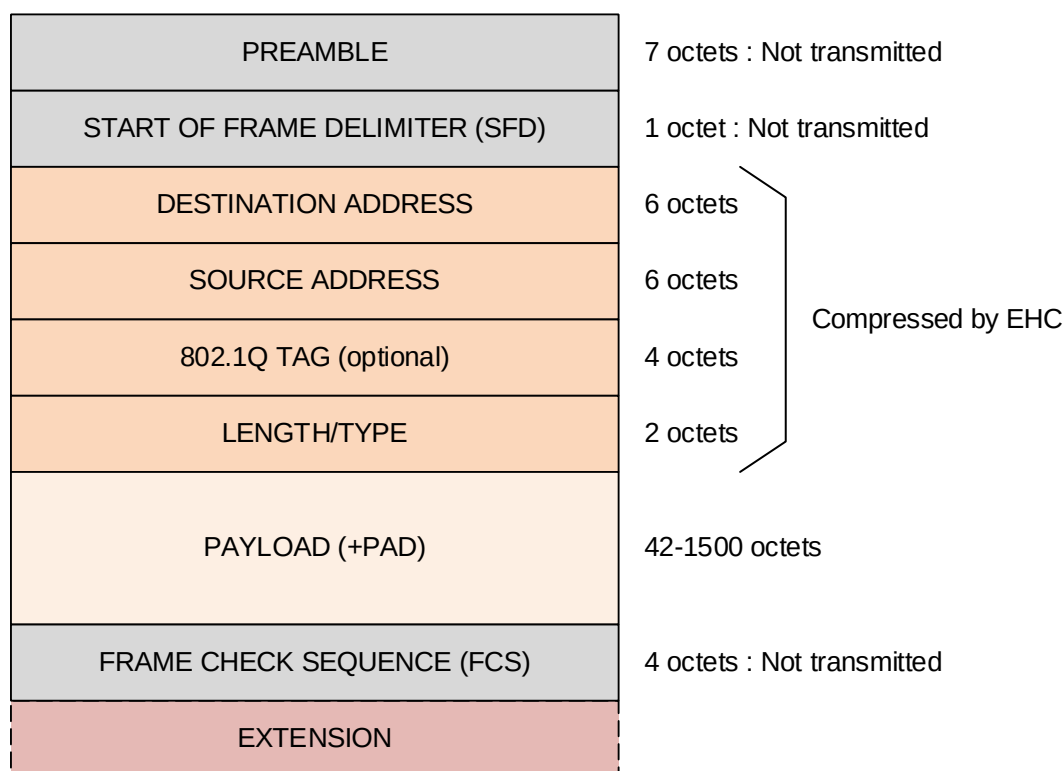 PREAMBLE 7 octets : Not transmitted
START OF FRAME DELIMITER (SFD) 1 octet : Not transmitted
DESTINATION ADDRESS 6 octets
SOURCE ADDRESS 6 octets
Compressed by EHC
802.1Q TAG (optional) 4 octets
LENGTH/TYPE 2 octets
PAYLOAD (+PAD) 42-1500 octets
FRAME CHECK SEQUENCE (FCS) 4 octets : Not transmitted
EXTENSION